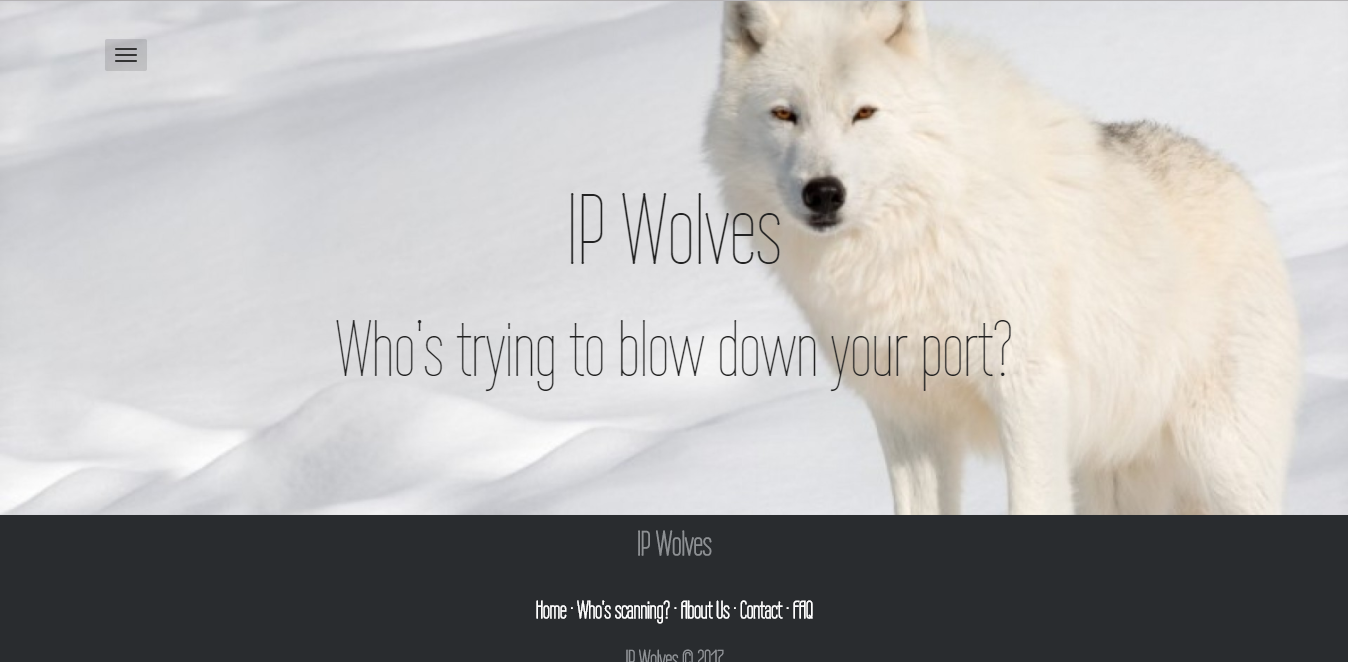 IP Wolves
Who's trying to blow down your port?
IP Wolves
Home · Who's scanning? · About Us · Contact · FAQ
IP Wolves © 2017